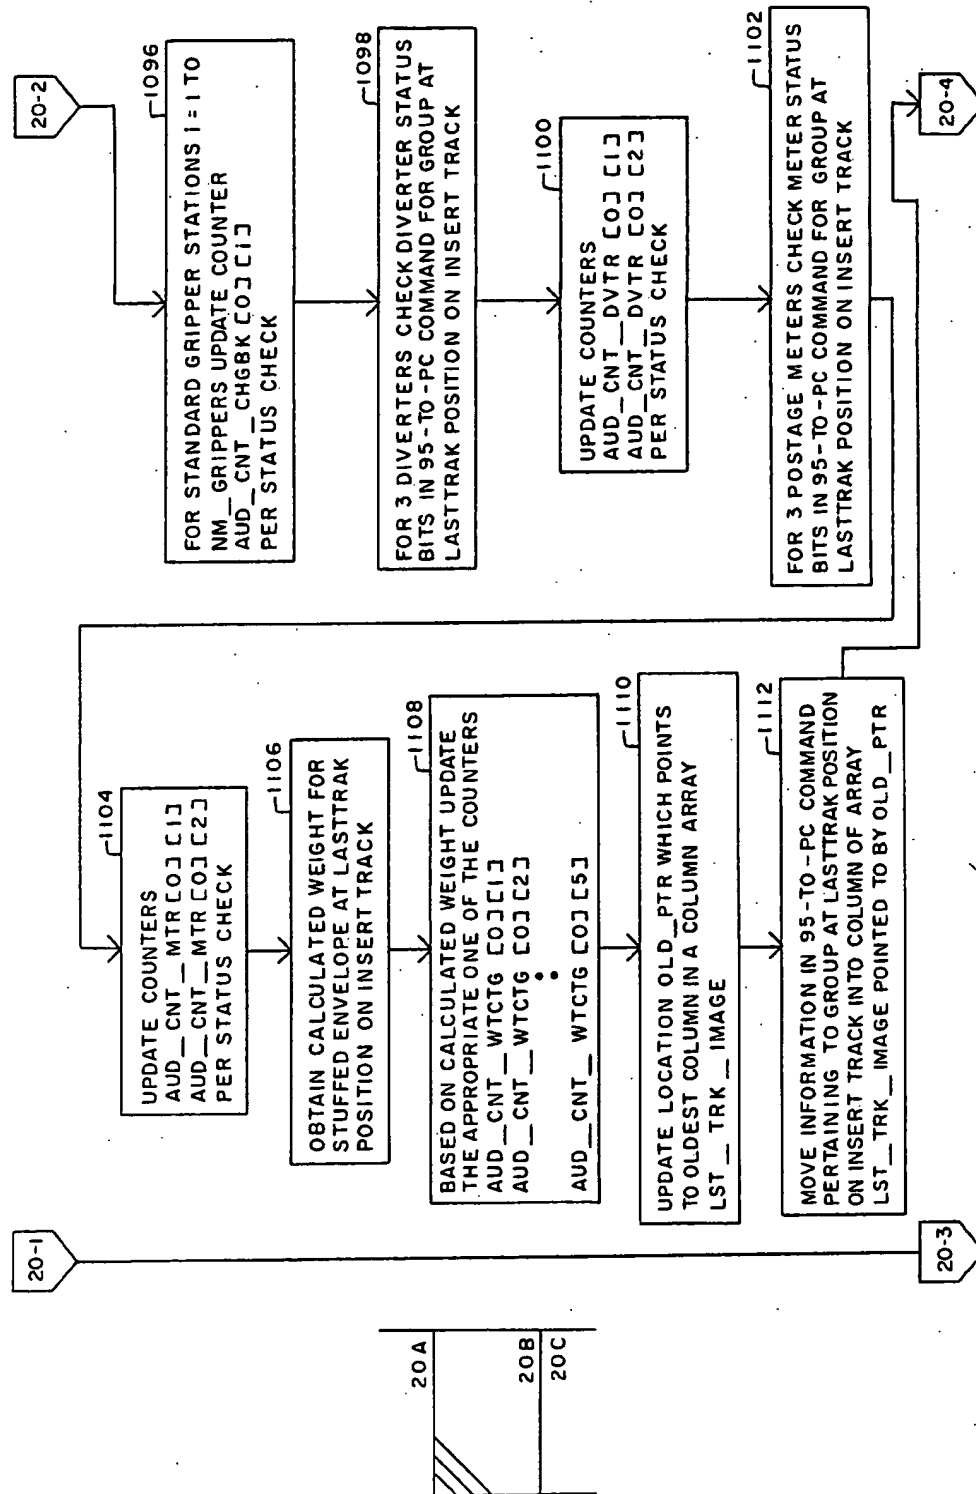 20-2
1096
FOR STANDARD GRIPPER STATIONS I = 1 TO
NM_GRIPPERS UPDATE COUNTER
AUD_CNT_CHGBK [0] [I]
PER STATUS CHECK
1098
FOR 3 DIVERTERS CHECK DIVERTER STATUS
BITS IN 95-TO-PC COMMAND FOR GROUP AT
LASTTRAK POSITION ON INSERT TRACK
1100
UPDATE COUNTERS
AUD_CNT_DVTR [0] [1]
AUD_CNT_DVTR [0] [2]
PER STATUS CHECK
1102
FOR 3 POSTAGE METERS CHECK METER STATUS
BITS IN 95-TO-PC COMMAND FOR GROUP AT
LASTTRAK POSITION ON INSERT TRACK
20-4
1104
UPDATE COUNTERS
AUD_CNT_MTR [0] [1]
AUD_CNT_MTR [0] [2]
PER STATUS CHECK
1106
OBTAIN CALCULATED WEIGHT FOR
STUFFED ENVELOPE AT LASTTRAK
POSITION ON INSERT TRACK
1108
BASED ON CALCULATED WEIGHT UPDATE
THE APPROPRIATE ONE OF THE COUNTERS
AUD_CNT_WTCTG [0] [1]
AUD_CNT_WTCTG [0] [2]
AUD_CNT_WTCTG [0] [5]
1110
UPDATE LOCATION OLD_PTR WHICH POINTS
TO OLDEST COLUMN IN A COLUMN ARRAY
LST_TRK_IMAGE
1112
MOVE INFORMATION IN 95-TO-PC COMMAND
PERTAINING TO GROUP AT LASTTRAK POSITION
ON INSERT TRACK INTO COLUMN OF ARRAY
LST_TRK_IMAGE POINTED TO BY OLD_PTR
20-1
20-3
20A
20B
20C